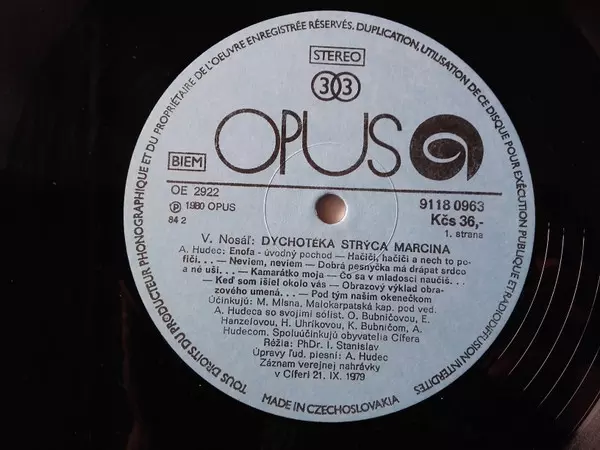 TOUS DROITS DU PRODUCTEUR PHONOGRAPHIQUE ET DU PROPRIÉTAIRE DE L'OEUVRE ENREGISTRÉE RÉSERVÉS. DUPLICATION, UTILISATION DE CE DISQUE POUR EXÉCUTION PUBLIQUE ET RADIODIFFUSION INTERDITES
STEREO
33
OPUS
BIEM
OE 2922
℗ 1980 OPUS
84 2
9118 0963
Kčs 36,-
1. strana
V. Nosáľ: DYCHOTÉKA STRÝCA MARCINA
A. Hudec: Enofa - úvodný pochod — Hačiči, hačiči a nech to pe-
fiči... — Neviem, neviem — Dobrá pesnyčka má drápat srdco
a né uši... — Kamarátko moja — Čo sa v mladosci naučíš...
— Keď som išiel okolo vás — Obrazový výklad obra-
zového umená... — Pod tým naším okenečkom
Účinkujú: M. Mlsna, Malokarpatská kap. pod ved.
A. Hudeca so svojimi sólist. O. Bubničovou, E.
Hanzelovou, H. Uhríkovou, K. Bubničom, A.
Hudecom. Spoluúčinkujú obyvatelia Cífera
Réžia: PhDr. I. Stanislav
Úpravy ľud. piesní: A. Hudec
Záznam verejnej nahrávky
v Cíferi 21. IX. 1979
MADE IN CZECHOSLOVAKIA